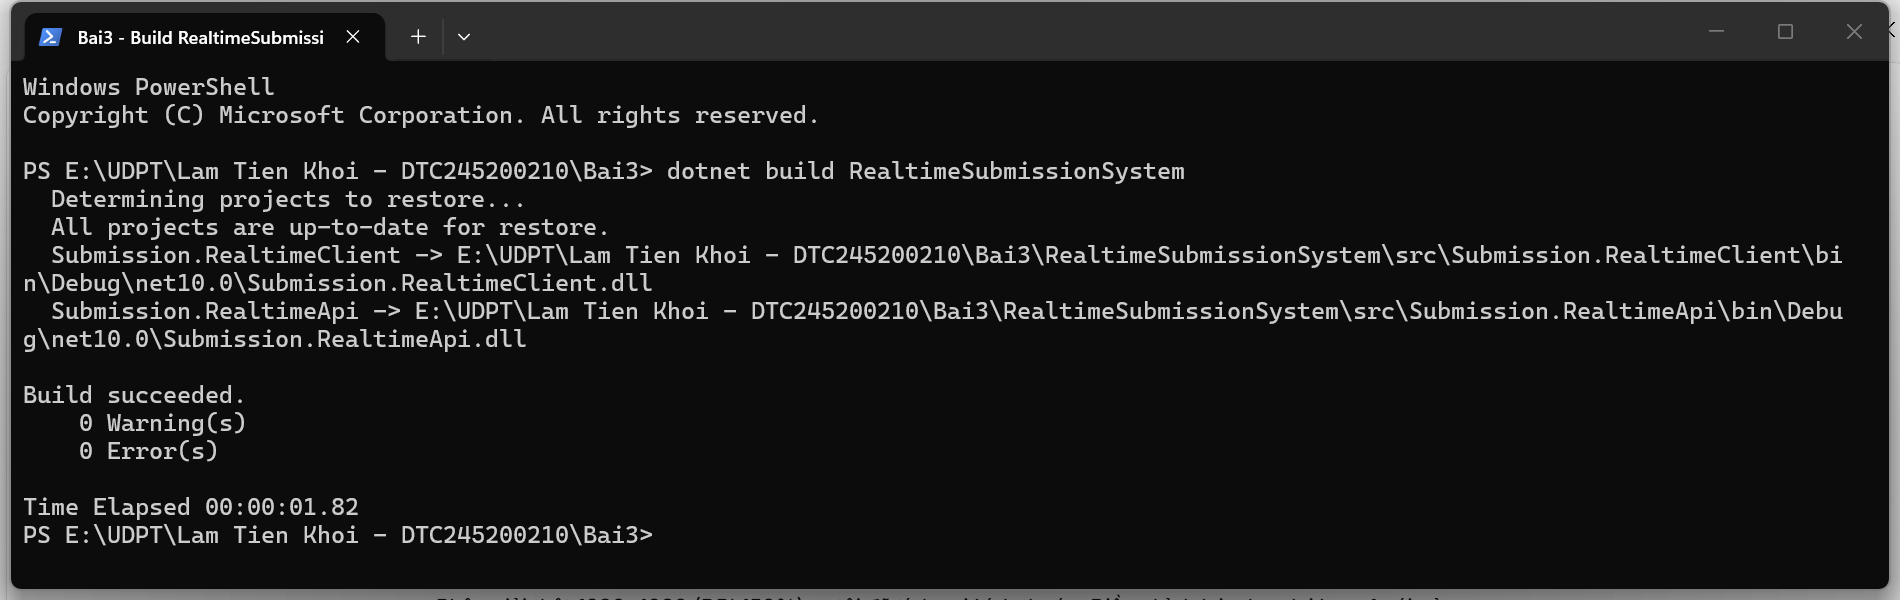 Bai3 - Build RealtimeSubmissi
Windows PowerShell
Copyright (C) Microsoft Corporation. All rights reserved.
PS E:\UDPT\Lam Tien Khoi - DTC245200210\Bai3> dotnet build RealtimeSubmissionSystem
Determining projects to restore...
All projects are up-to-date for restore.
Submission.RealtimeClient -> E:\UDPT\Lam Tien Khoi - DTC245200210\Bai3\RealtimeSubmissionSystem\src\Submission.RealtimeClient\bi
n\Debug\net10.0\Submission.RealtimeClient.dll
Submission.RealtimeApi -> E:\UDPT\Lam Tien Khoi - DTC245200210\Bai3\RealtimeSubmissionSystem\src\Submission.RealtimeApi\bin\Debu
g\net10.0\Submission.RealtimeApi.dll
Build succeeded.
0 Warning(s)
0 Error(s)
Time Elapsed 00:00:01.82
PS E:\UDPT\Lam Tien Khoi - DTC245200210\Bai3>